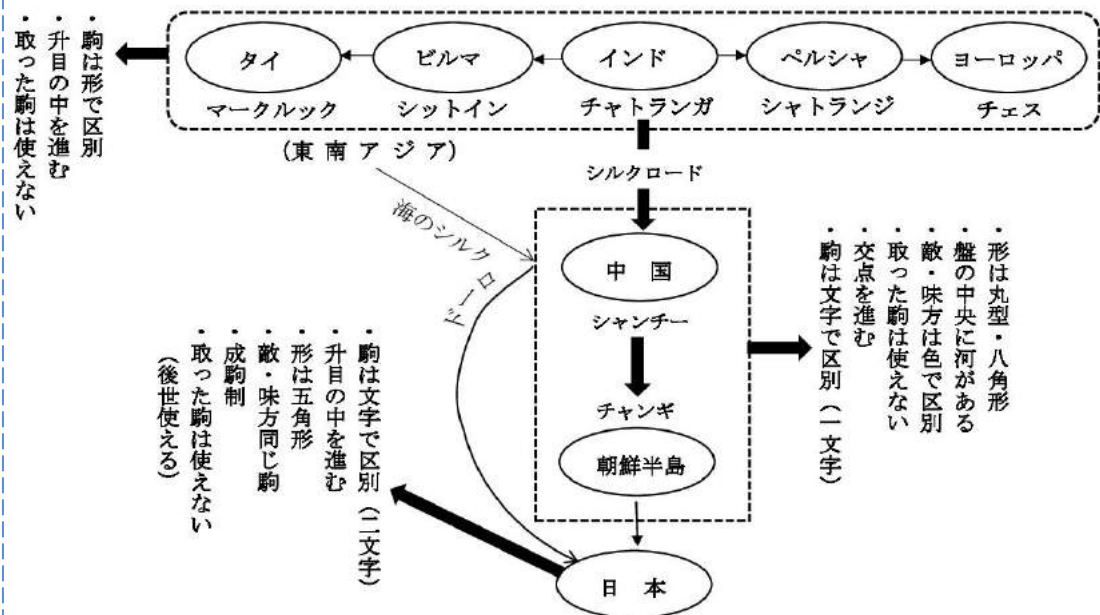 タイ
ビルマ
インド
ペルシャ
ヨーロッパ
マークルック
シットイン
チャトランガ
シャトランジ
チェス
・駒は形で区別
・升目の中を進む
・取った駒は使えない
(東南アジア)
シルクロード
海のシルクロード
中国
シャンチー
チャンギ
朝鮮半島
日本
・形は丸型・八角形
・盤の中央に河がある
・敵・味方は色で区別
・取った駒は使えない
・交点を進む
・駒は文字で区別(一文字)
・駒は文字で区別(二文字)
・升目の中を進む
・形は五角形
・敵・味方同じ駒
・成駒制
・取った駒は使えない
(後世使える)